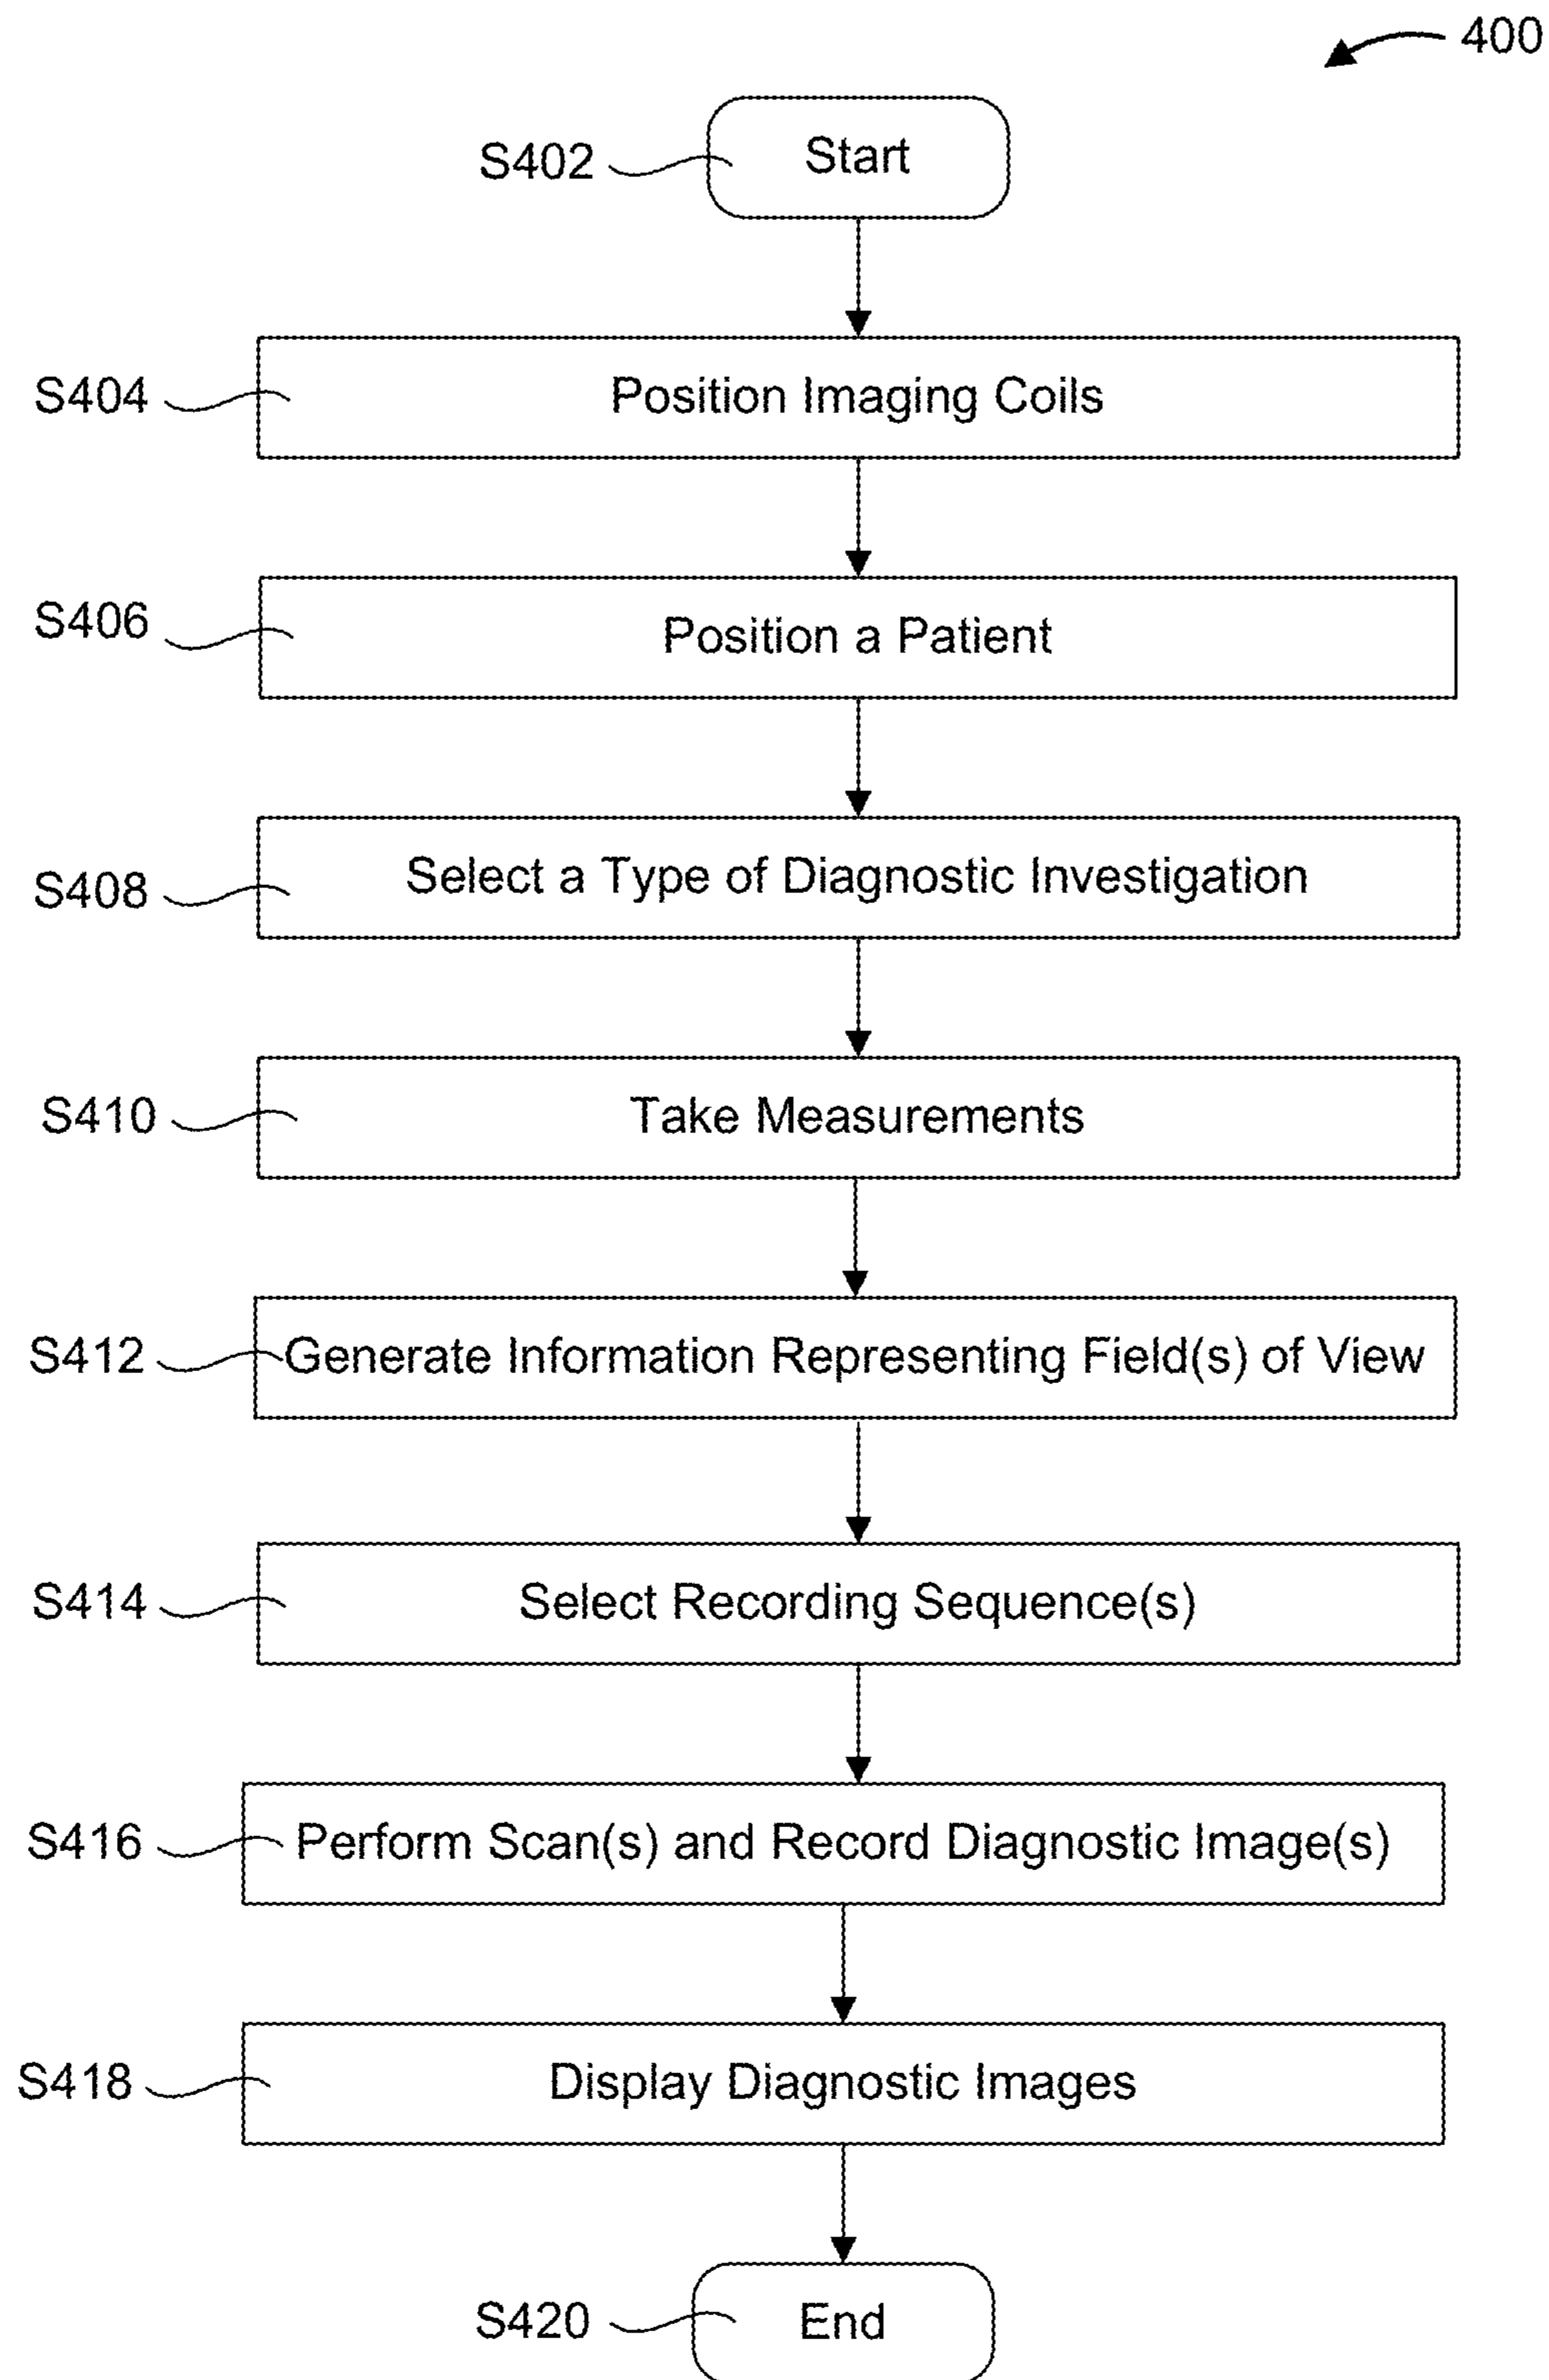 400
S402 Start
S404 Position Imaging Coils
S406 Position a Patient
S408 Select a Type of Diagnostic Investigation
S410 Take Measurements
S412 Generate Information Representing Field(s) of View
S414 Select Recording Sequence(s)
S416 Perform Scan(s) and Record Diagnostic Image(s)
S418 Display Diagnostic Images
S420 End